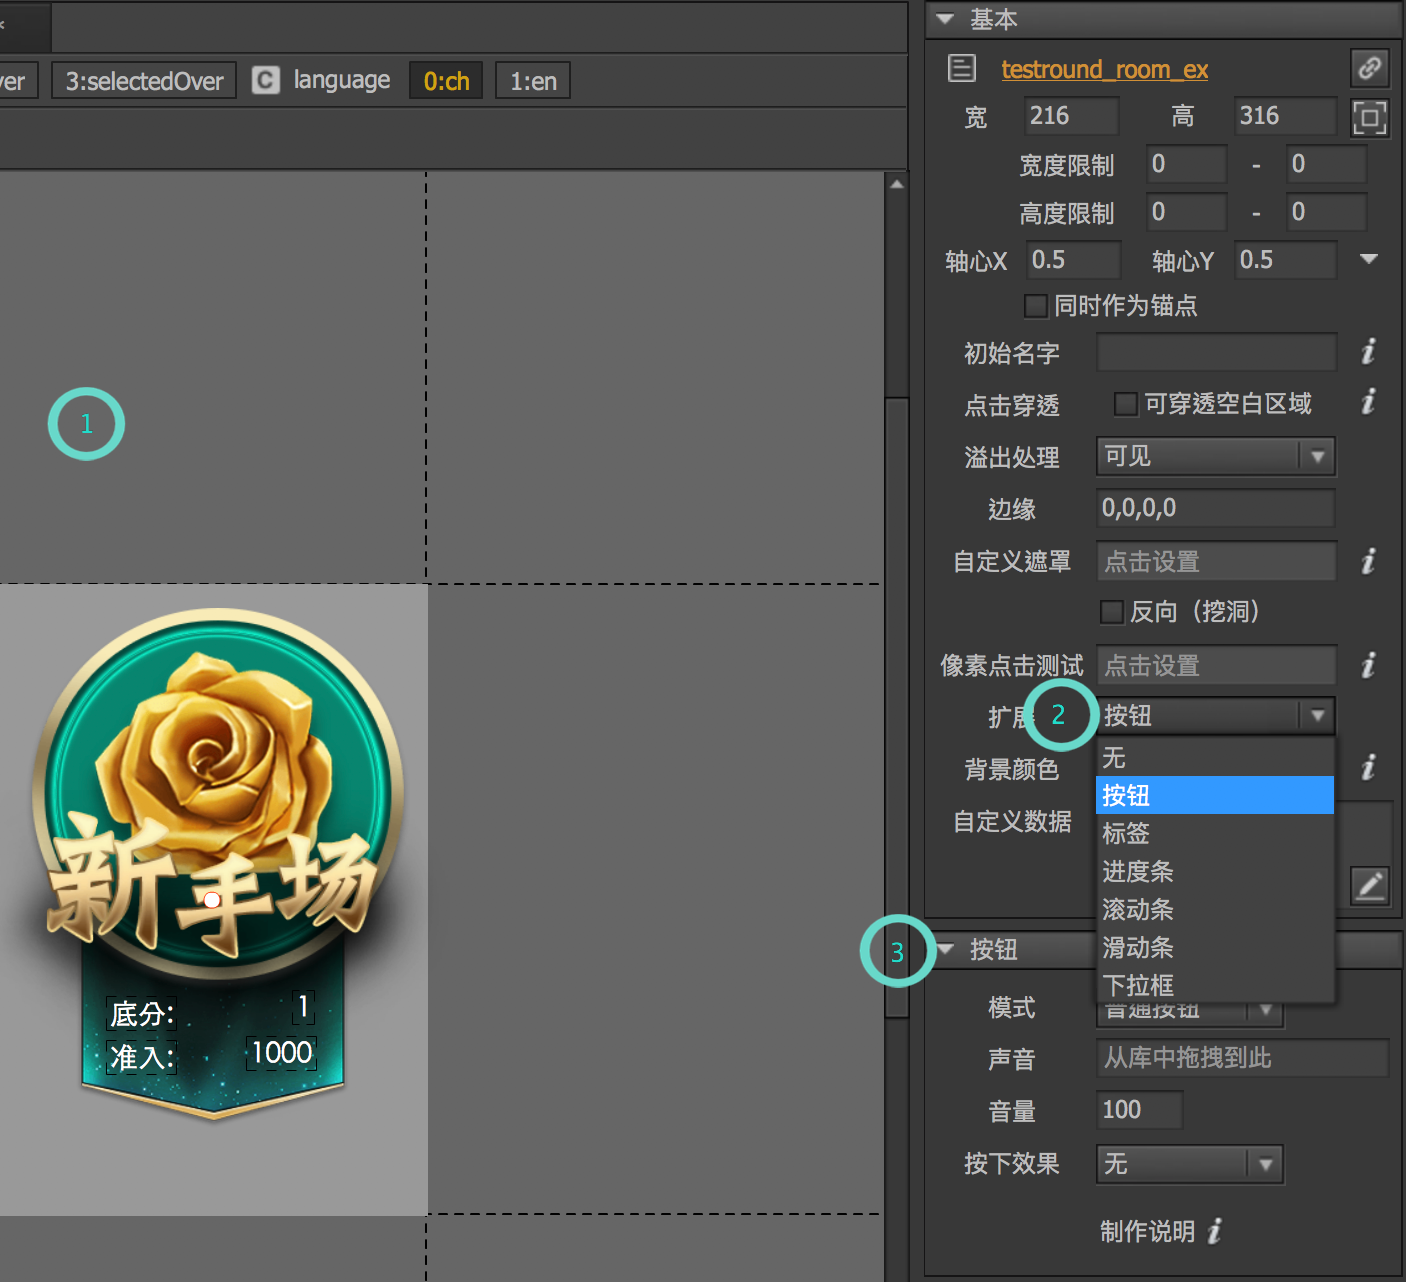 3:selectedOver C language 0:ch 1:en
1
新手场
底分: 1
准入: 1000
基本
testround_room_ex
宽 216 高 316
宽度限制 0 - 0
高度限制 0 - 0
轴心X 0.5 轴心Y 0.5
同时作为锚点
初始名字
点击穿透 可穿透空白区域
溢出处理 可见
边缘 0,0,0,0
自定义遮罩 点击设置
反向（挖洞）
像素点击测试 点击设置
扩展 2 按钮
无
背景颜色
按钮
自定义数据
标签
进度条
滚动条
滑动条
下拉框
3 按钮
模式 普通按钮
声音 从库中拖拽到此
音量 100
按下效果 无
制作说明